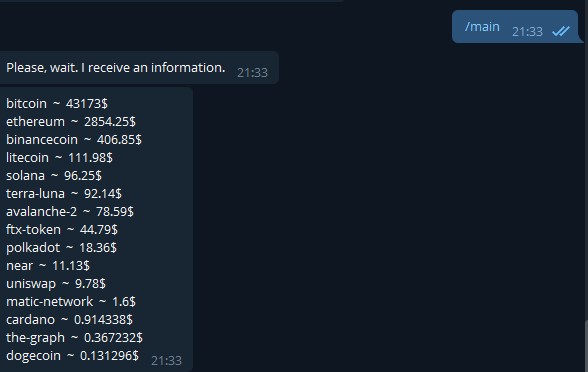 /main 21:33
Please, wait. I receive an information. 21:33
bitcoin ~ 43173$
ethereum ~ 2854.25$
binancecoin ~ 406.85$
litecoin ~ 111.98$
solana ~ 96.25$
terra-luna ~ 92.14$
avalanche-2 ~ 78.59$
ftx-token ~ 44.79$
polkadot ~ 18.36$
near ~ 11.13$
uniswap ~ 9.78$
matic-network ~ 1.6$
cardano ~ 0.914338$
the-graph ~ 0.367232$
dogecoin ~ 0.131296$ 21:33